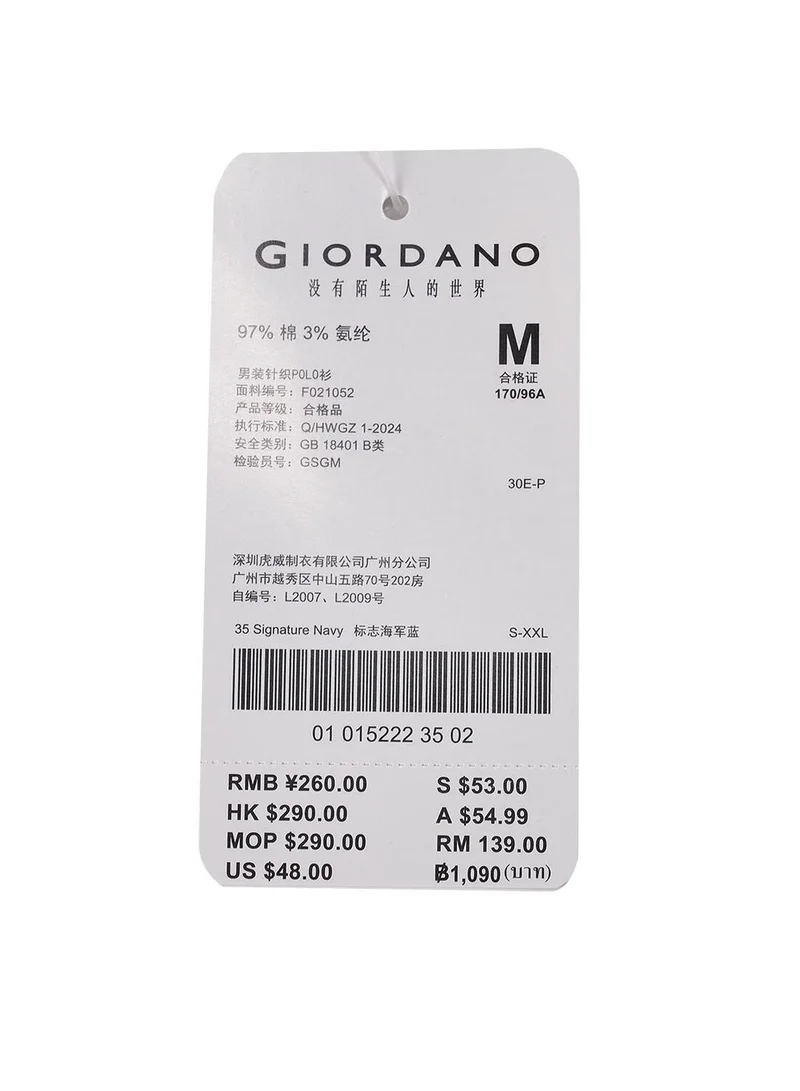 GIORDANO
没有陌生人的世界
97% 棉 3% 氨纶
M
合格证
170/96A
男装针织POLO衫
面料编号：F021052
产品等级：合格品
执行标准：Q/HWGZ 1-2024
安全类别：GB 18401 B类
检验员号：GSGM
30E-P
深圳虎威制衣有限公司广州分公司
广州市越秀区中山五路70号202房
自编号：L2007、L2009号
35 Signature Navy 标志海军蓝 S-XXL
01 015222 35 02
RMB ¥260.00 S $53.00
HK $290.00 A $54.99
MOP $290.00 RM 139.00
US $48.00 ฿1,090 (บาท)